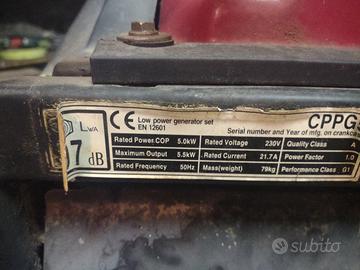 LWA
7 dB
CE Low power generator set
EN 12601
CPPG
Serial number and Year of mfg. on crankca
Rated Power.COP 5.0kW Rated Voltage 230V Quality Class A
Maximum Output 5.5kW Rated Current 21.7A Power Factor 1.0
Rated Frequency 50Hz Mass(weight) 79kg Performance Class G1
subito